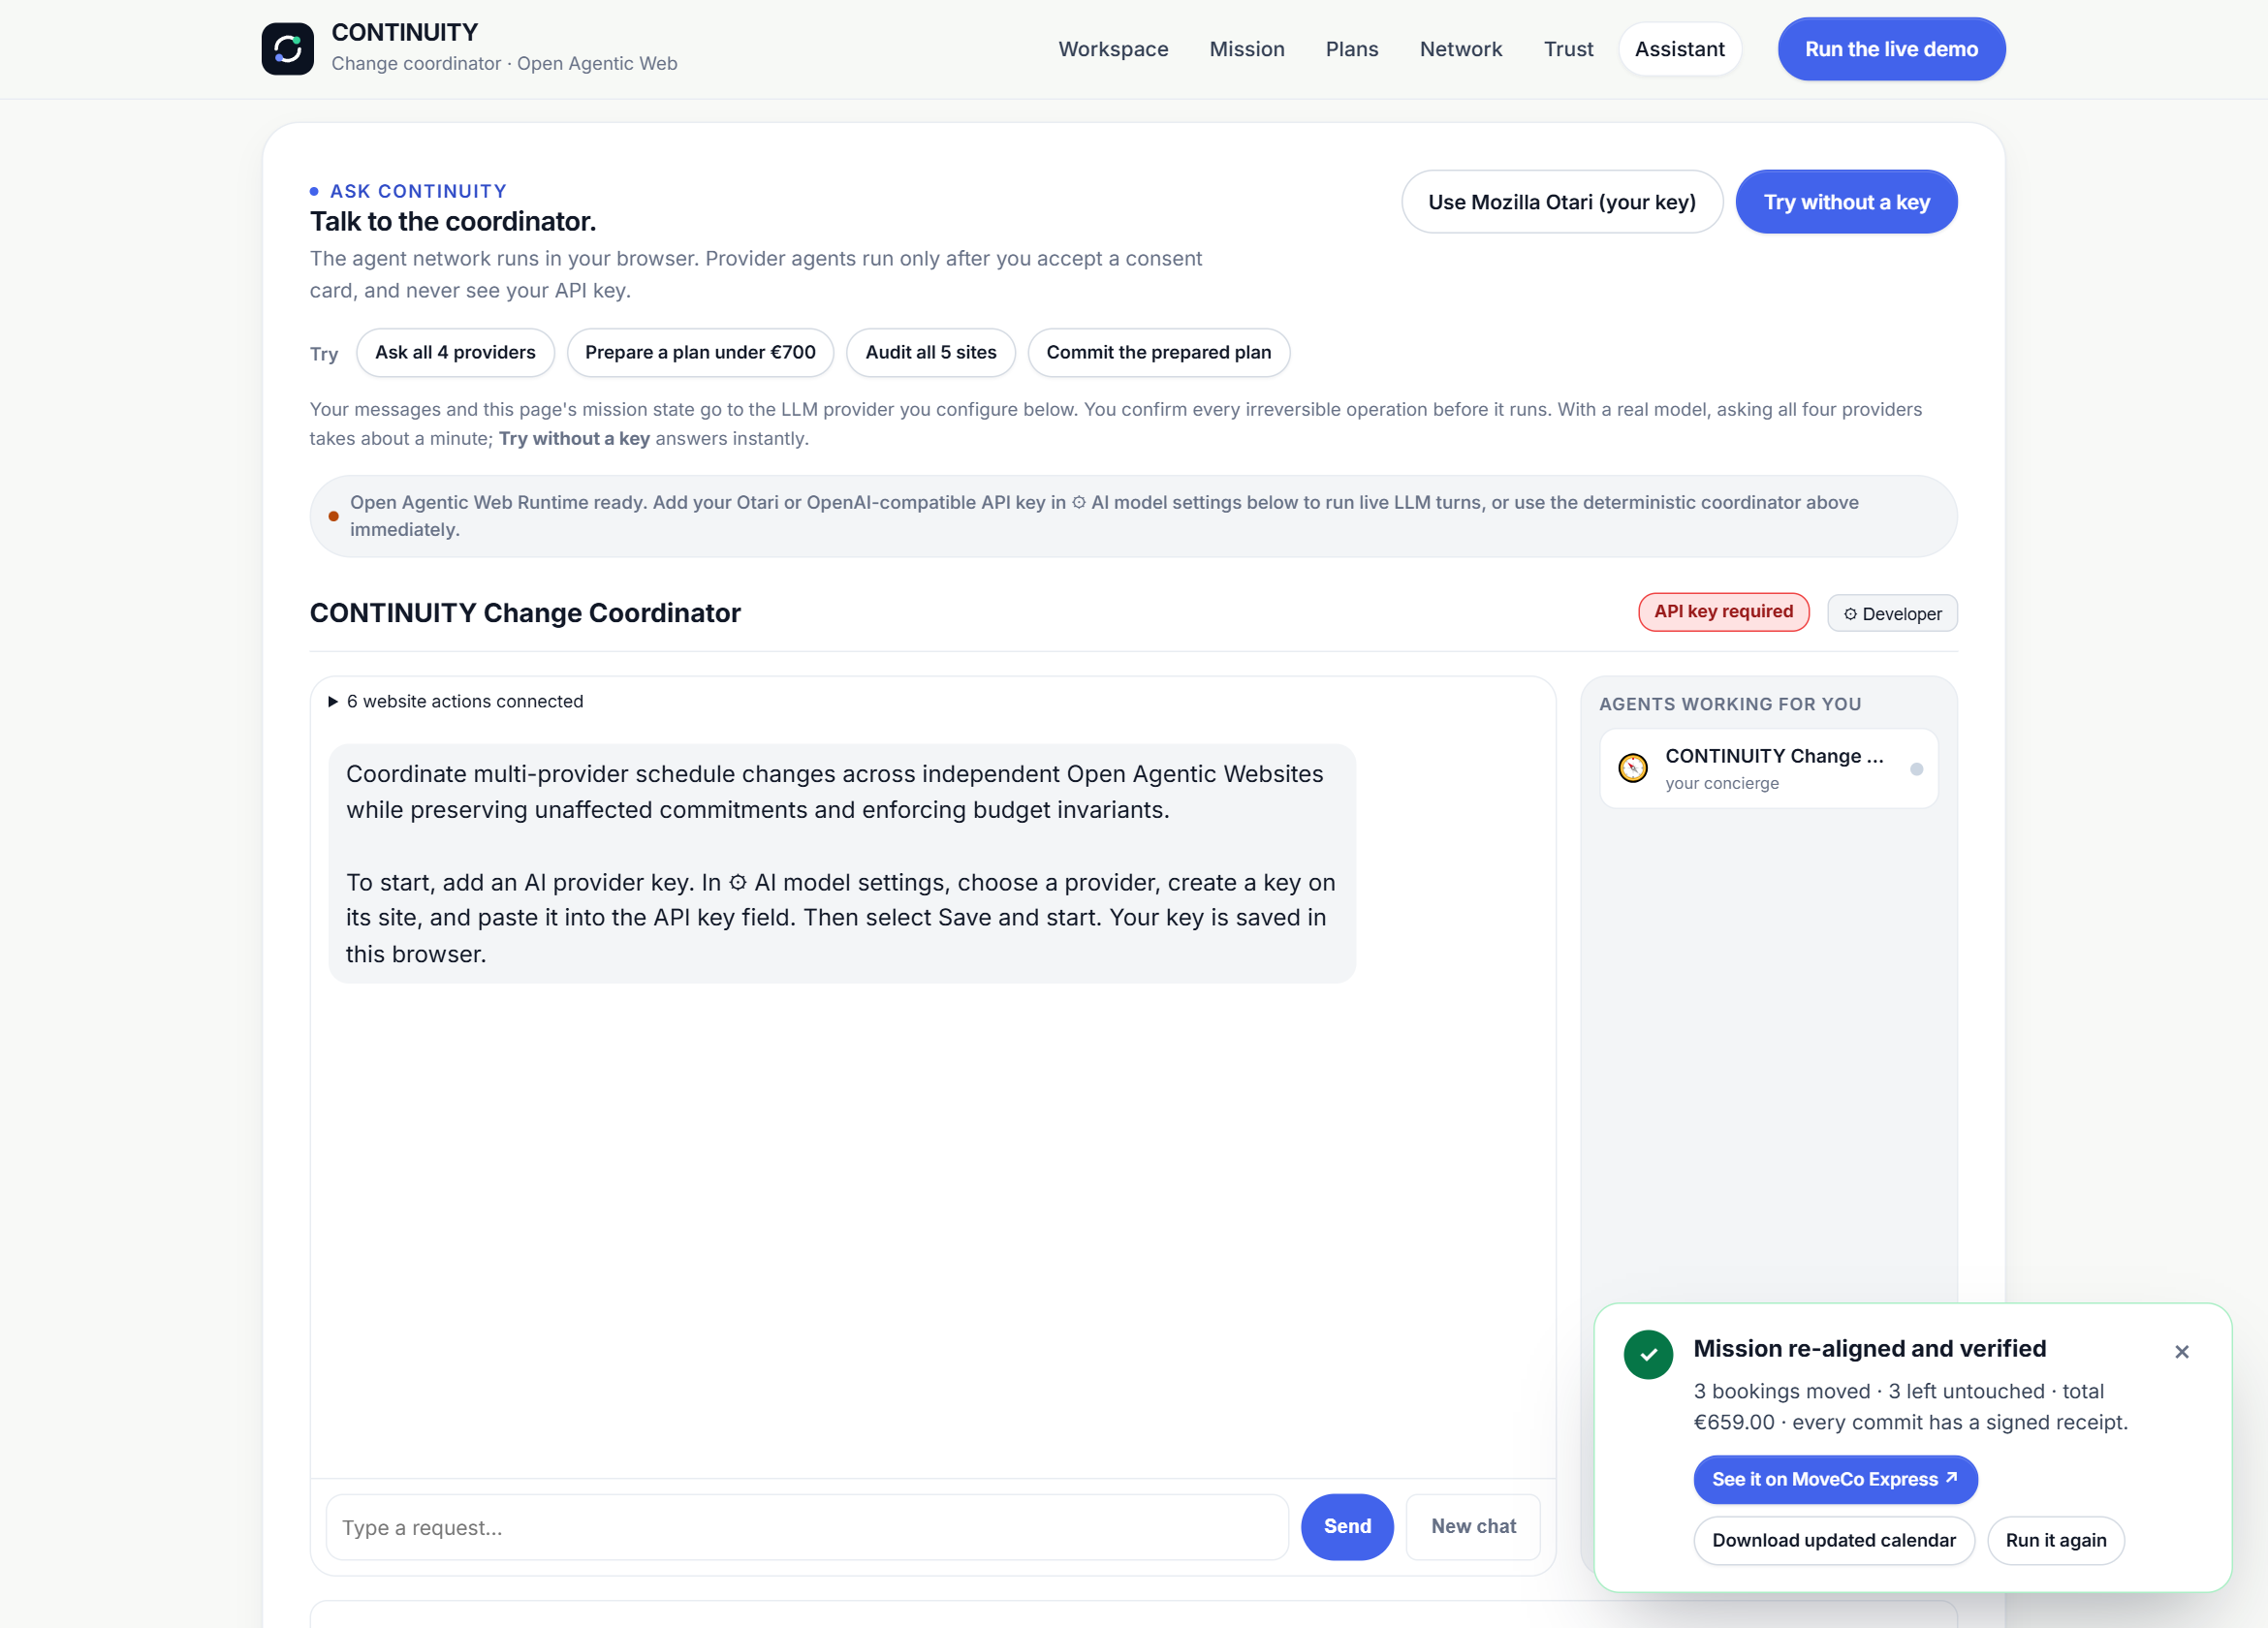 CONTINUITY
Change coordinator · Open Agentic Web
Workspace
Mission
Plans
Network
Trust
Assistant
Run the live demo
ASK CONTINUITY
Talk to the coordinator.
The agent network runs in your browser. Provider agents run only after you accept a consent
card, and never see your API key.
Use Mozilla Otari (your key)
Try without a key
Try
Ask all 4 providers
Prepare a plan under €700
Audit all 5 sites
Commit the prepared plan
Your messages and this page's mission state go to the LLM provider you configure below. You confirm every irreversible operation before it runs. With a real model, asking all four providers
takes about a minute; Try without a key answers instantly.
Open Agentic Web Runtime ready. Add your Otari or OpenAI-compatible API key in ⚙ AI model settings below to run live LLM turns, or use the deterministic coordinator above
immediately.
CONTINUITY Change Coordinator
API key required
⚙ Developer
▶ 6 website actions connected
Coordinate multi-provider schedule changes across independent Open Agentic Websites
while preserving unaffected commitments and enforcing budget invariants.
To start, add an AI provider key. In ⚙ AI model settings, choose a provider, create a key on
its site, and paste it into the API key field. Then select Save and start. Your key is saved in
this browser.
AGENTS WORKING FOR YOU
CONTINUITY Change ...
your concierge
Type a request...
Send
New chat
Mission re-aligned and verified
3 bookings moved · 3 left untouched · total
€659.00 · every commit has a signed receipt.
See it on MoveCo Express ↗
Download updated calendar
Run it again